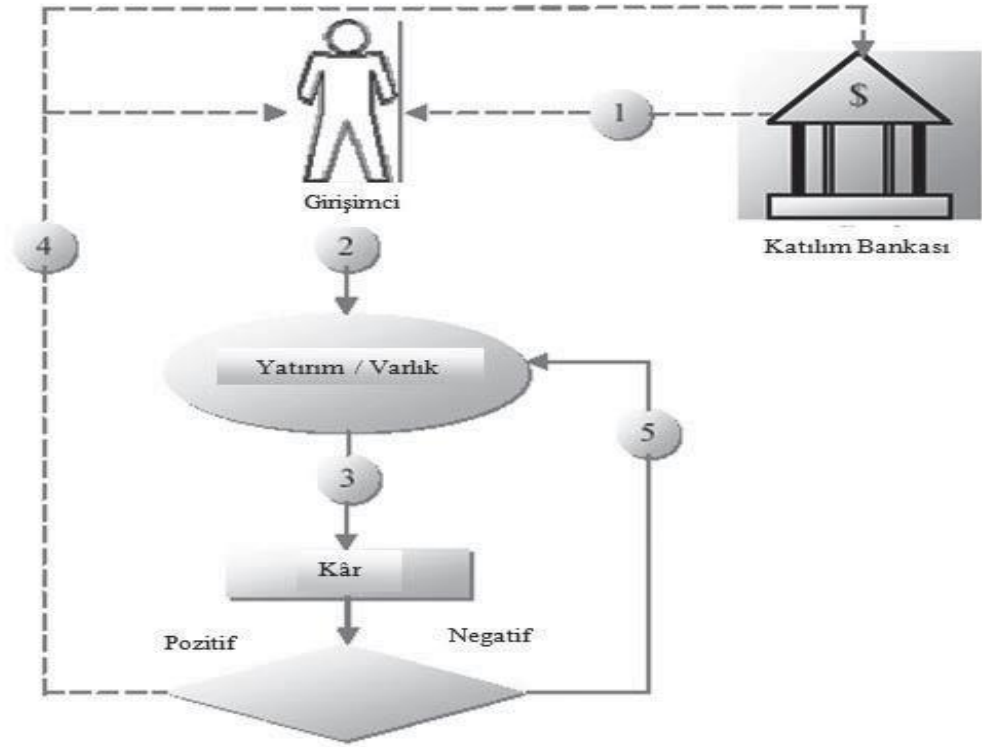 $
1
Girişimci
Katılım Bankası
4
2
Yatırım / Varlık
5
3
Kâr
Pozitif
Negatif